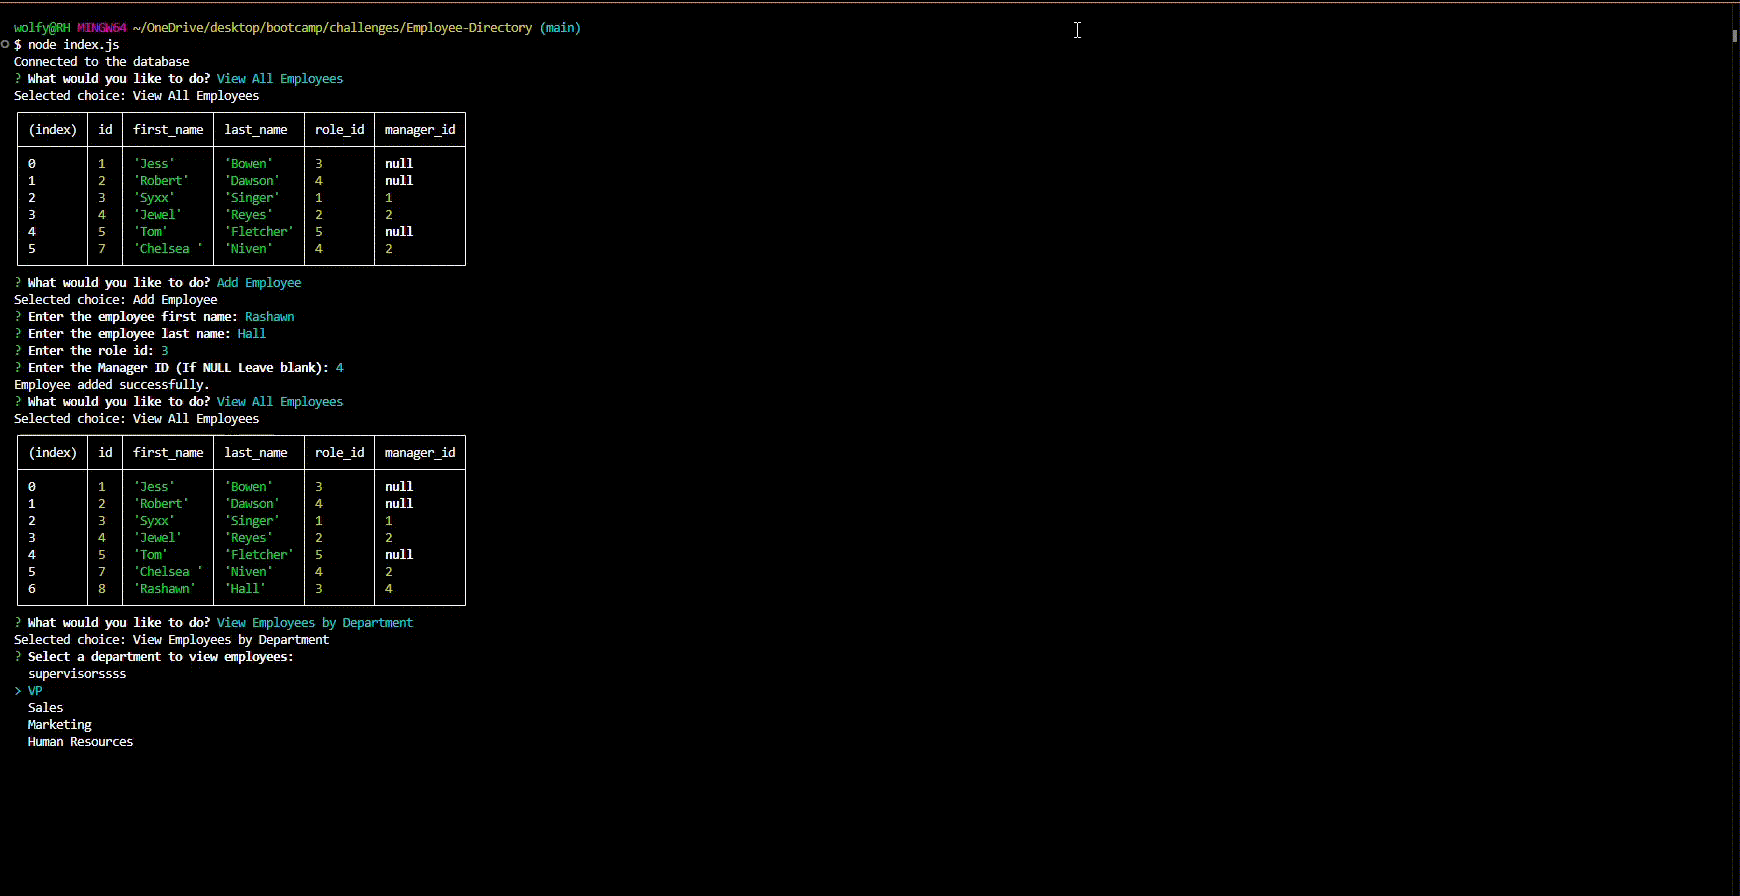 wolfy@RH MINGW64 ~/OneDrive/desktop/bootcamp/challenges/Employee-Directory (main)
$ node index.js
Connected to the database
? What would you like to do? View All Employees
Selected choice: View All Employees
(index) id first_name last_name role_id manager_id
0 1 'Jess' 'Bowen' 3 null
1 2 'Robert' 'Dawson' 4 null
2 3 'Syxx' 'Singer' 1 1
3 4 'Jewel' 'Reyes' 2 2
4 5 'Tom' 'Fletcher' 5 null
5 7 'Chelsea ' 'Niven' 4 2
? What would you like to do? Add Employee
Selected choice: Add Employee
? Enter the employee first name: Rashawn
? Enter the employee last name: Hall
? Enter the role id: 3
? Enter the Manager ID (If NULL Leave blank): 4
Employee added successfully.
? What would you like to do? View All Employees
Selected choice: View All Employees
(index) id first_name last_name role_id manager_id
0 1 'Jess' 'Bowen' 3 null
1 2 'Robert' 'Dawson' 4 null
2 3 'Syxx' 'Singer' 1 1
3 4 'Jewel' 'Reyes' 2 2
4 5 'Tom' 'Fletcher' 5 null
5 7 'Chelsea ' 'Niven' 4 2
6 8 'Rashawn' 'Hall' 3 4
? What would you like to do? View Employees by Department
Selected choice: View Employees by Department
? Select a department to view employees:
supervisorssss
> VP
Sales
Marketing
Human Resources